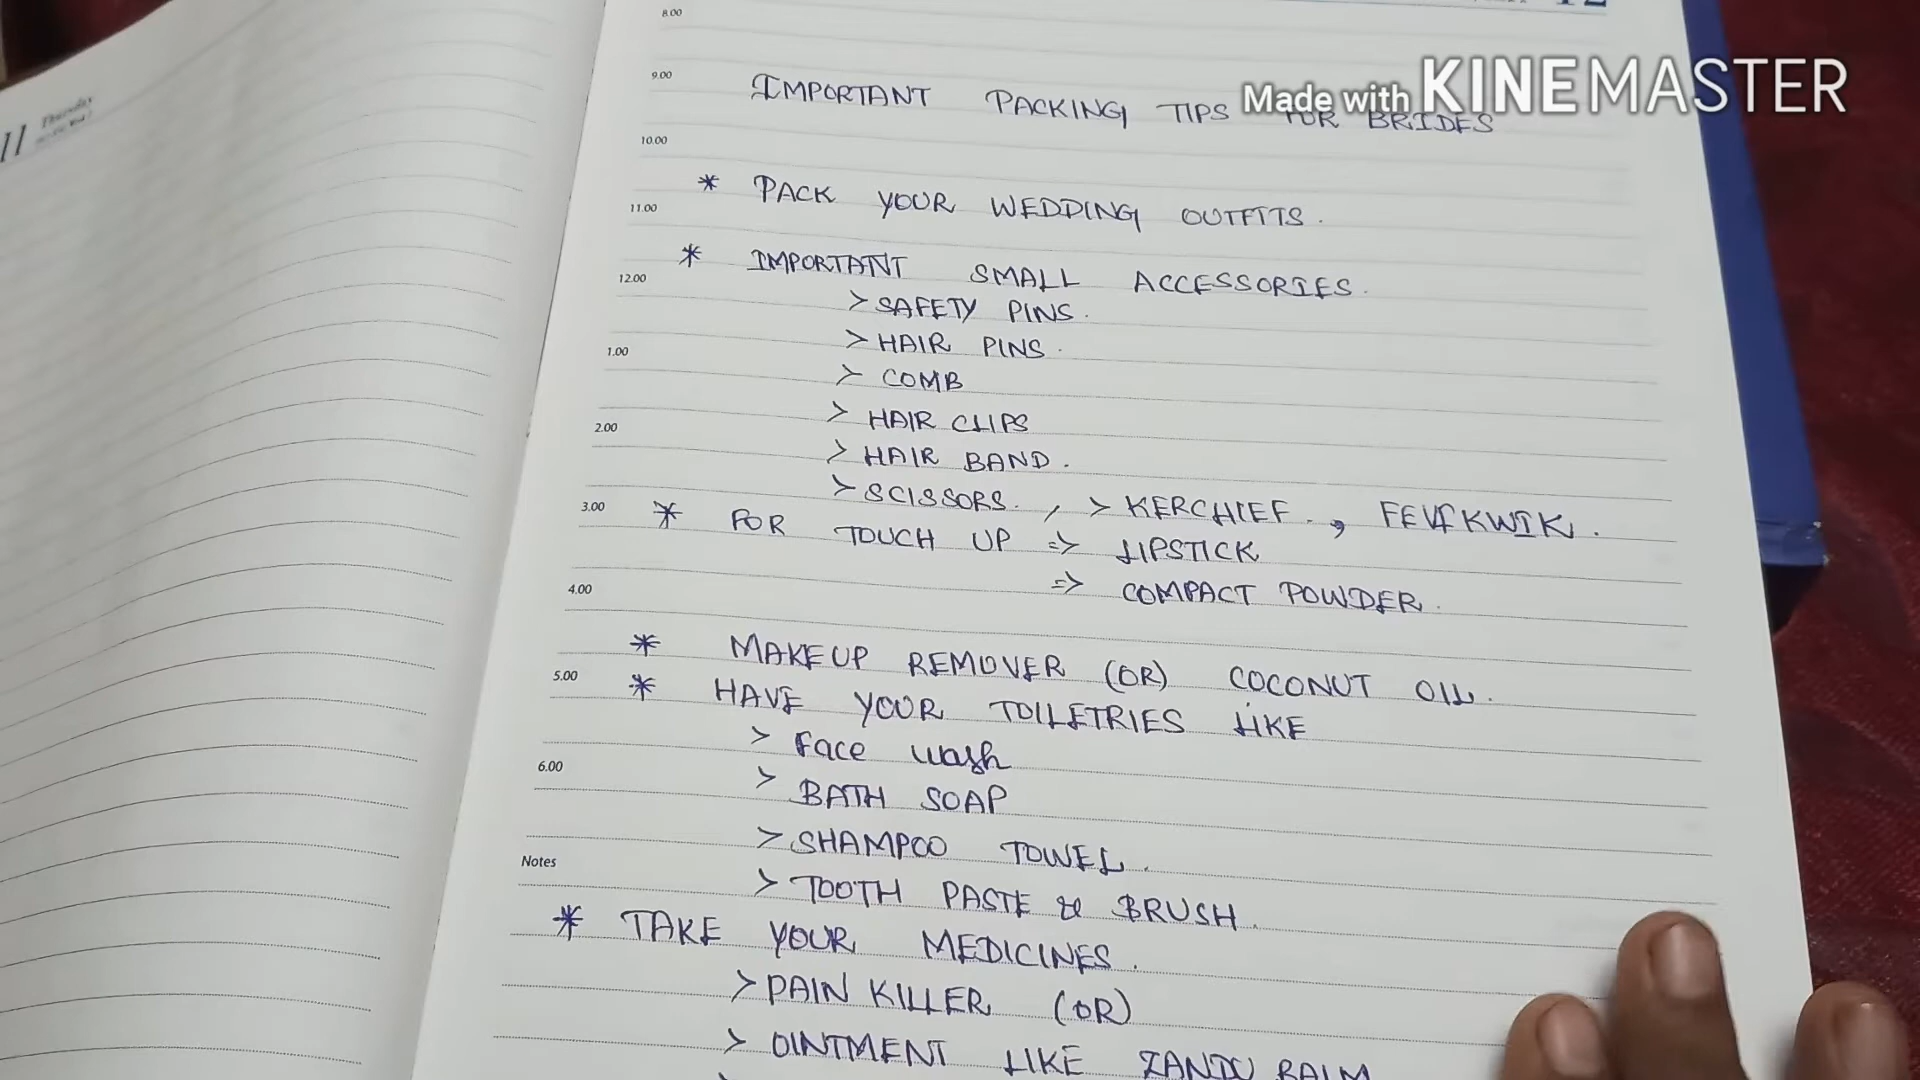 12
8.00
Made with KINEMASTER
9.00
IMPORTANT PACKING TIPS FOR BRIDES
11 Thursday
10.00
* PACK YOUR WEDDING OUTFITS.
11.00
* IMPORTANT SMALL ACCESSORIES.
12.00
> SAFETY PINS.
> HAIR PINS.
1.00
> COMB
> HAIR CLIPS
2.00
> HAIR BAND.
> SCISSORS. , > KERCHIEF. , FEVIKWIK.
3.00
* FOR TOUCH UP => LIPSTICK
=> COMPACT POWDER.
4.00
* MAKEUP REMOVER (OR) COCONUT OIL.
5.00
* HAVE YOUR TOILETRIES LIKE
> Face wash
6.00
> BATH SOAP
> SHAMPOO TOWEL.
Notes
> TOOTH PASTE & BRUSH.
* TAKE YOUR MEDICINES.
> PAIN KILLER (OR)
> OINTMENT LIKE ZANDU BALM